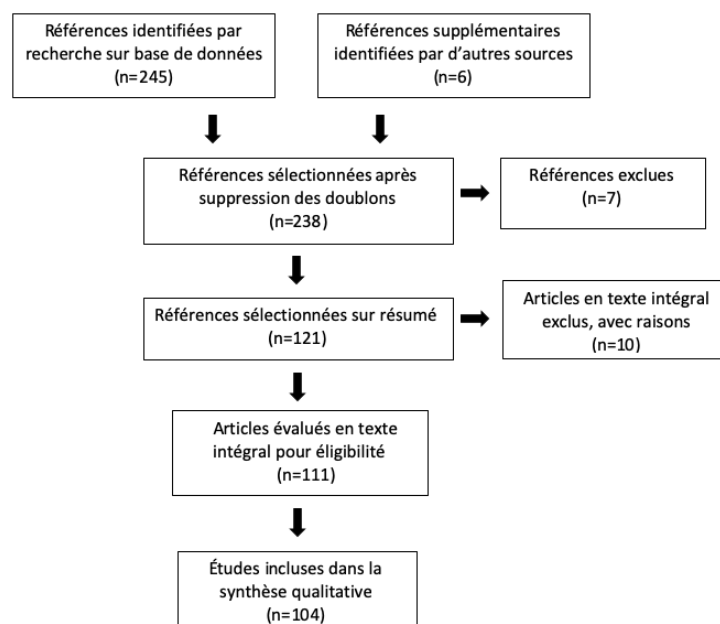 Références identifiées par
recherche sur base de données
(n=245)
Références supplémentaires
identifiées par d'autres sources
(n=6)
Références sélectionnées après
suppression des doublons
(n=238)
Références exclues
(n=7)
Références sélectionnées sur résumé
(n=121)
Articles en texte intégral
exclus, avec raisons
(n=10)
Articles évalués en texte
intégral pour éligibilité
(n=111)
Études incluses dans la
synthèse qualitative
(n=104)